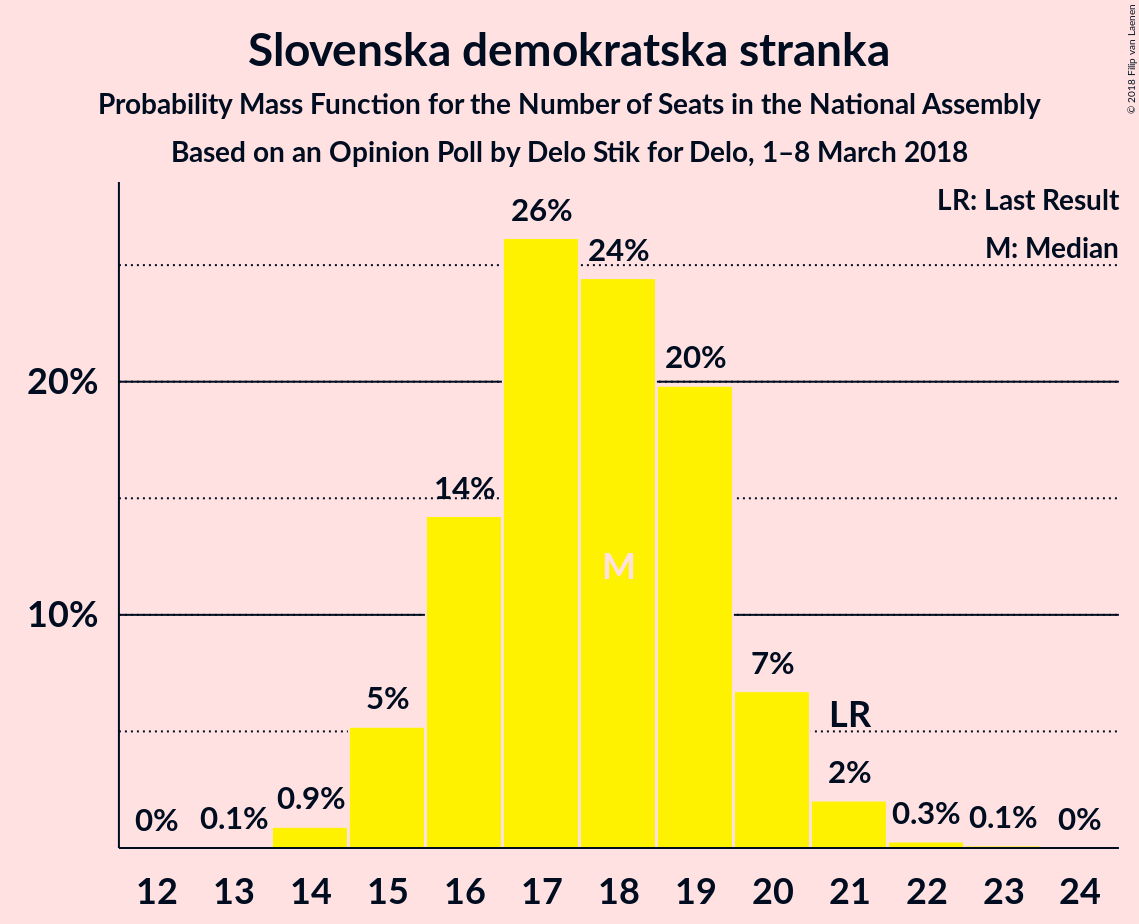 Slovenska demokratska stranka
Probability Mass Function for the Number of Seats in the National Assembly
Based on an Opinion Poll by Delo Stik for Delo, 1–8 March 2018
© 2018 Filip van Laenen
LR: Last Result
M: Median
26%
24%
20%
20%
14%
M
10%
7%
5%
LR
2%
0%
0.1%
0.9%
0.3%
0.1%
0%
12 13 14 15 16 17 18 19 20 21 22 23 24